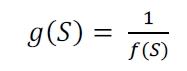 g(S) = 1 / f(S)